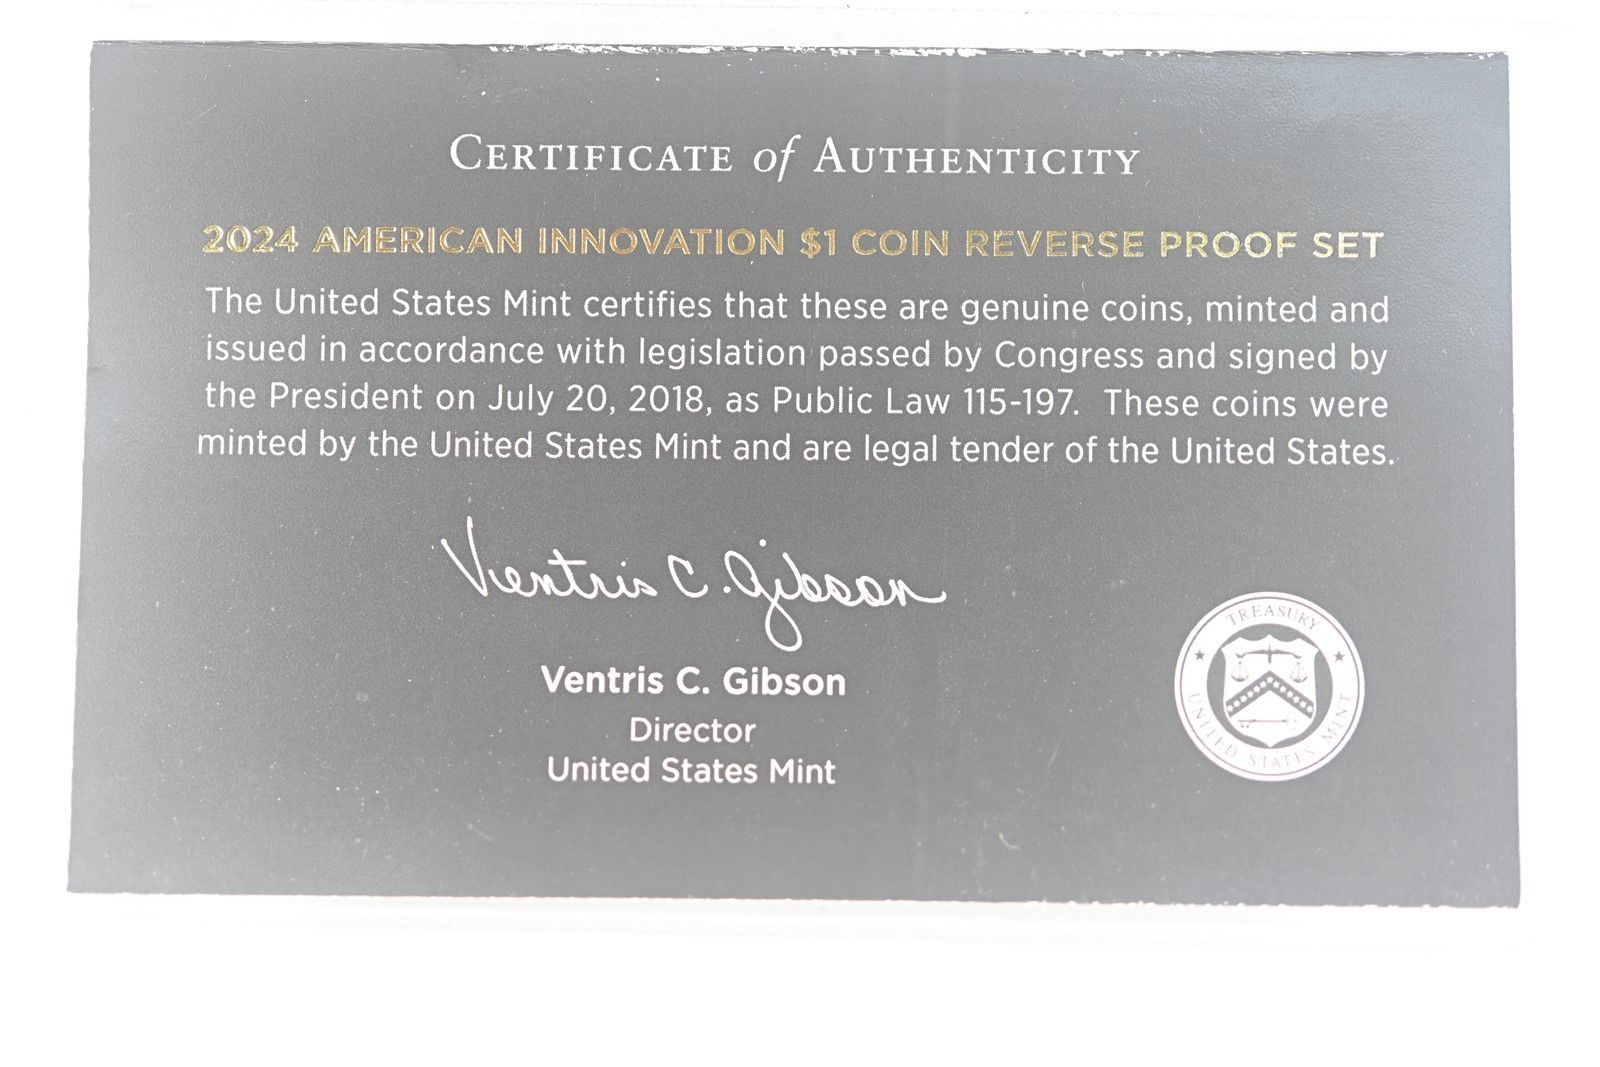 CERTIFICATE of AUTHENTICITY
2024 AMERICAN INNOVATION $1 COIN REVERSE PROOF SET
The United States Mint certifies that these are genuine coins, minted and
issued in accordance with legislation passed by Congress and signed by
the President on July 20, 2018, as Public Law 115-197. These coins were
minted by the United States Mint and are legal tender of the United States.
Ventris C. Gibson
Ventris C. Gibson
Director
United States Mint
TREASURY
UNITED STATES MINT